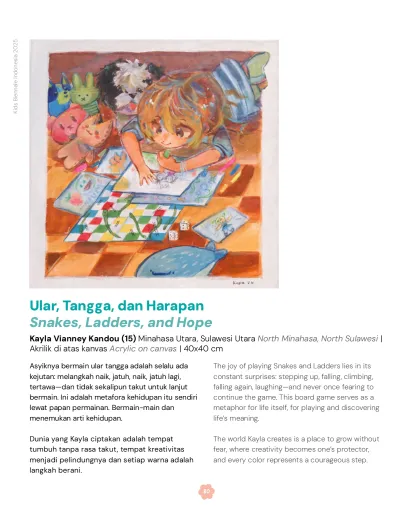 Kids Bermake Indonesia 2025
Kayla V.K
Ular, Tangga, dan Harapan
Snakes, Ladders, and Hope
Kayla Vianney Kandou (15) Minahasa Utara, Sulawesi Utara North Minahasa, North Sulawesi |
Akrilik di atas kanvas Acrylic on canvas | 40x40 cm
Asyiknya bermain ular tangga adalah selalu ada
kejutan: melangkah naik, jatuh, naik, jatuh lagi,
tertawa—dan tidak sekalipun takut untuk lanjut
bermain. Ini adalah metafora kehidupan itu sendiri
lewat papan permainan. Bermain-main dan
menemukan arti kehidupan.
Dunia yang Kayla ciptakan adalah tempat
tumbuh tanpa rasa takut, tempat kreativitas
menjadi pelindungnya dan setiap warna adalah
langkah berani.
The joy of playing Snakes and Ladders lies in its
constant surprises: stepping up, falling, climbing,
falling again, laughing—and never once fearing to
continue the game. This board game serves as a
metaphor for life itself, for playing and discovering
life's meaning.
The world Kayla creates is a place to grow without
fear, where creativity becomes one's protector,
and every color represents a courageous step.